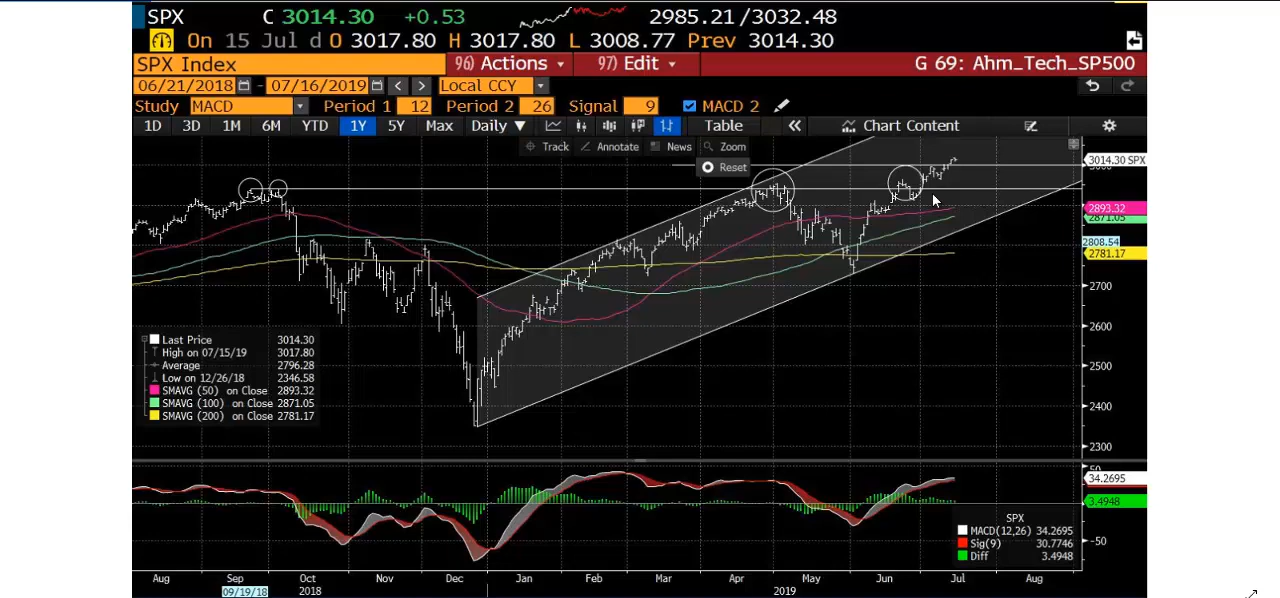 SPX C 3014.30 +0.53 2985.21/3032.48
On 15 Jul d O 3017.80 H 3017.80 L 3008.77 Prev 3014.30
SPX Index 96) Actions 97) Edit G 69: Ahm_Tech_SP500
06/21/2018 - 07/16/2019 < > Local CCY
Study MACD Period 1 12 Period 2 26 Signal 9 MACD 2
1D 3D 1M 6M YTD 1Y 5Y Max Daily ▼ Table « Chart Content
Track Annotate News Zoom
Reset
3014.30 SPX
2893.32
2871.05
2808.54
2781.17
2700
2600
2500
2400
2300
Last Price 3014.30
High on 07/15/19 3017.80
Average 2796.28
Low on 12/26/18 2346.58
SMAVG (50) on Close 2893.32
SMAVG (100) on Close 2871.05
SMAVG (200) on Close 2781.17
50
34.2695
3.4948
-50
SPX
MACD(12,26) 34.2695
Sig(9) 30.7746
Diff 3.4948
Aug Sep Oct Nov Dec Jan Feb Mar Apr May Jun Jul Aug
09/19/18 2018 2019